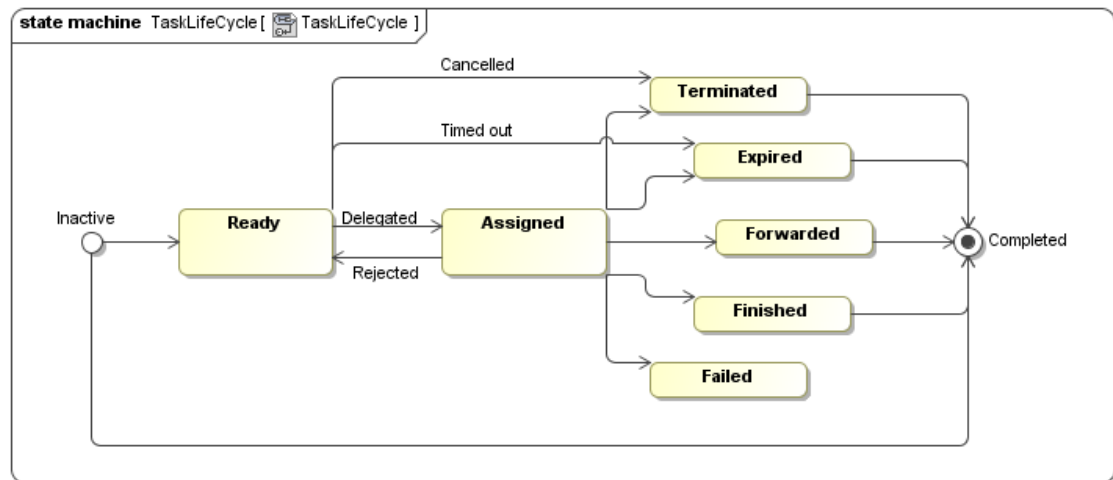 state machine TaskLifeCycle [ TaskLifeCycle ]
Cancelled
Terminated
Timed out
Expired
Inactive
Ready
Delegated
Assigned
Forwarded
Completed
Rejected
Finished
Failed